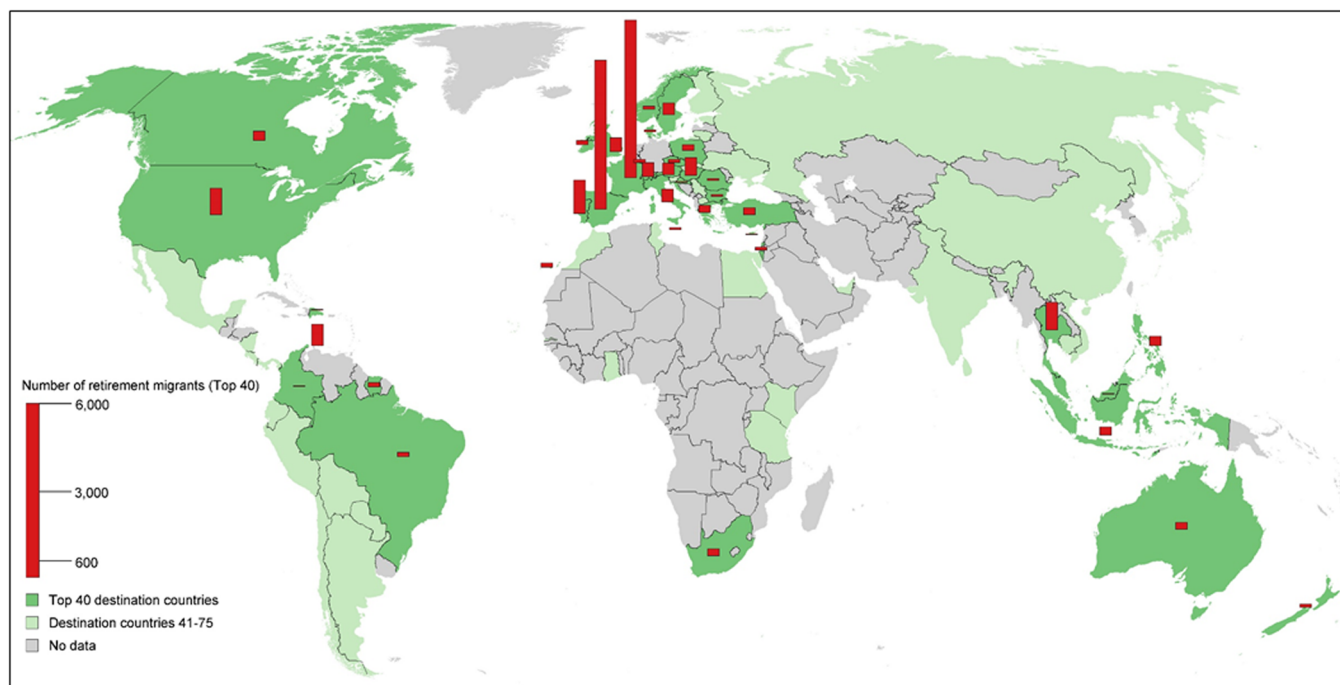 Number of retirement migrants (Top 40)
6,000
3,000
600
Top 40 destination countries
Destination countries 41-75
No data